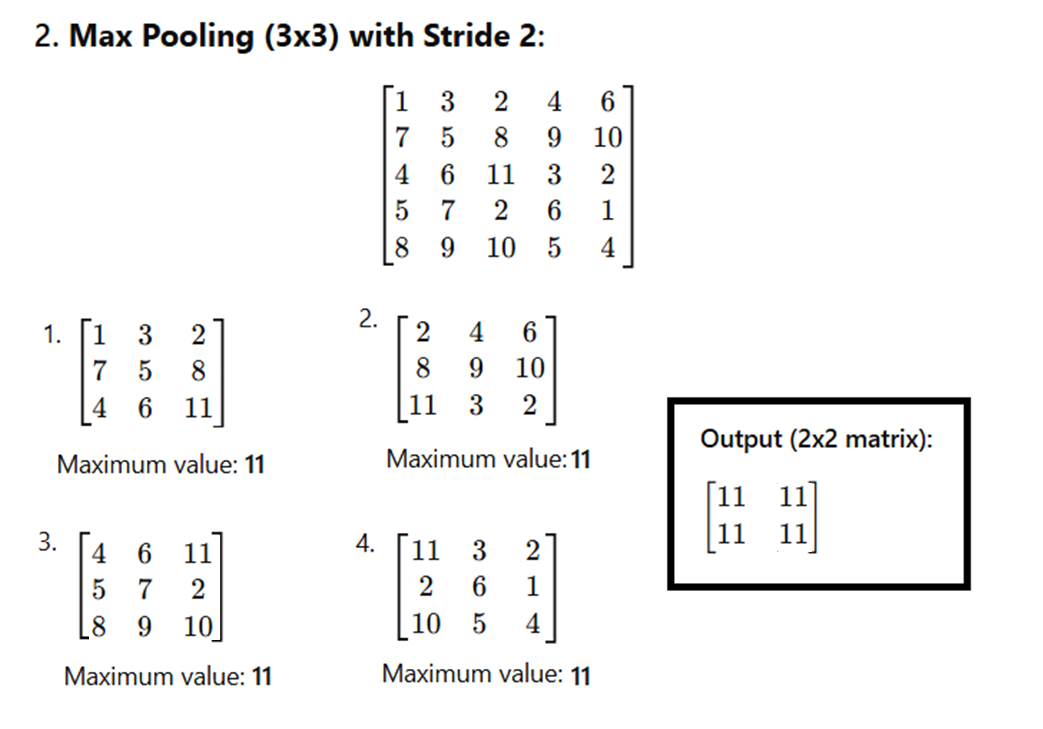 2. Max Pooling (3x3) with Stride 2:
1 3 2 4 6
7 5 8 9 10
4 6 11 3 2
5 7 2 6 1
8 9 10 5 4
1.
1 3 2
7 5 8
4 6 11
Maximum value: 11
2.
2 4 6
8 9 10
11 3 2
Maximum value: 11
3.
4 6 11
5 7 2
8 9 10
Maximum value: 11
4.
11 3 2
2 6 1
10 5 4
Maximum value: 11
Output (2x2 matrix):
11 11
11 11